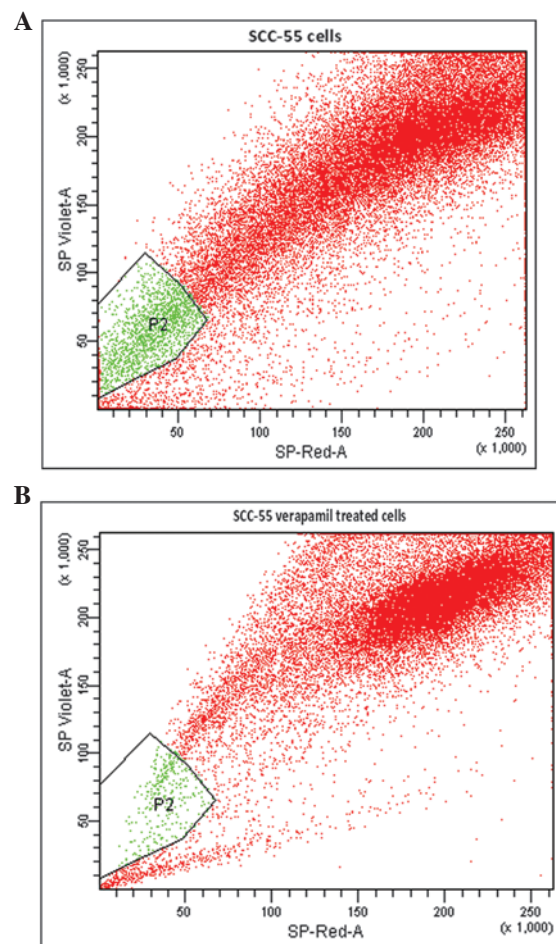 A
SCC-55 cells
SP Violet-A
(x 1,000)
250
200
150
100
50
P2
50
100
150
200
250
SP-Red-A
(x 1,000)
B
SCC-55 verapamil treated cells
SP Violet-A
(x 1,000)
250
200
150
100
50
P2
50
100
150
200
250
SP-Red-A
(x 1,000)